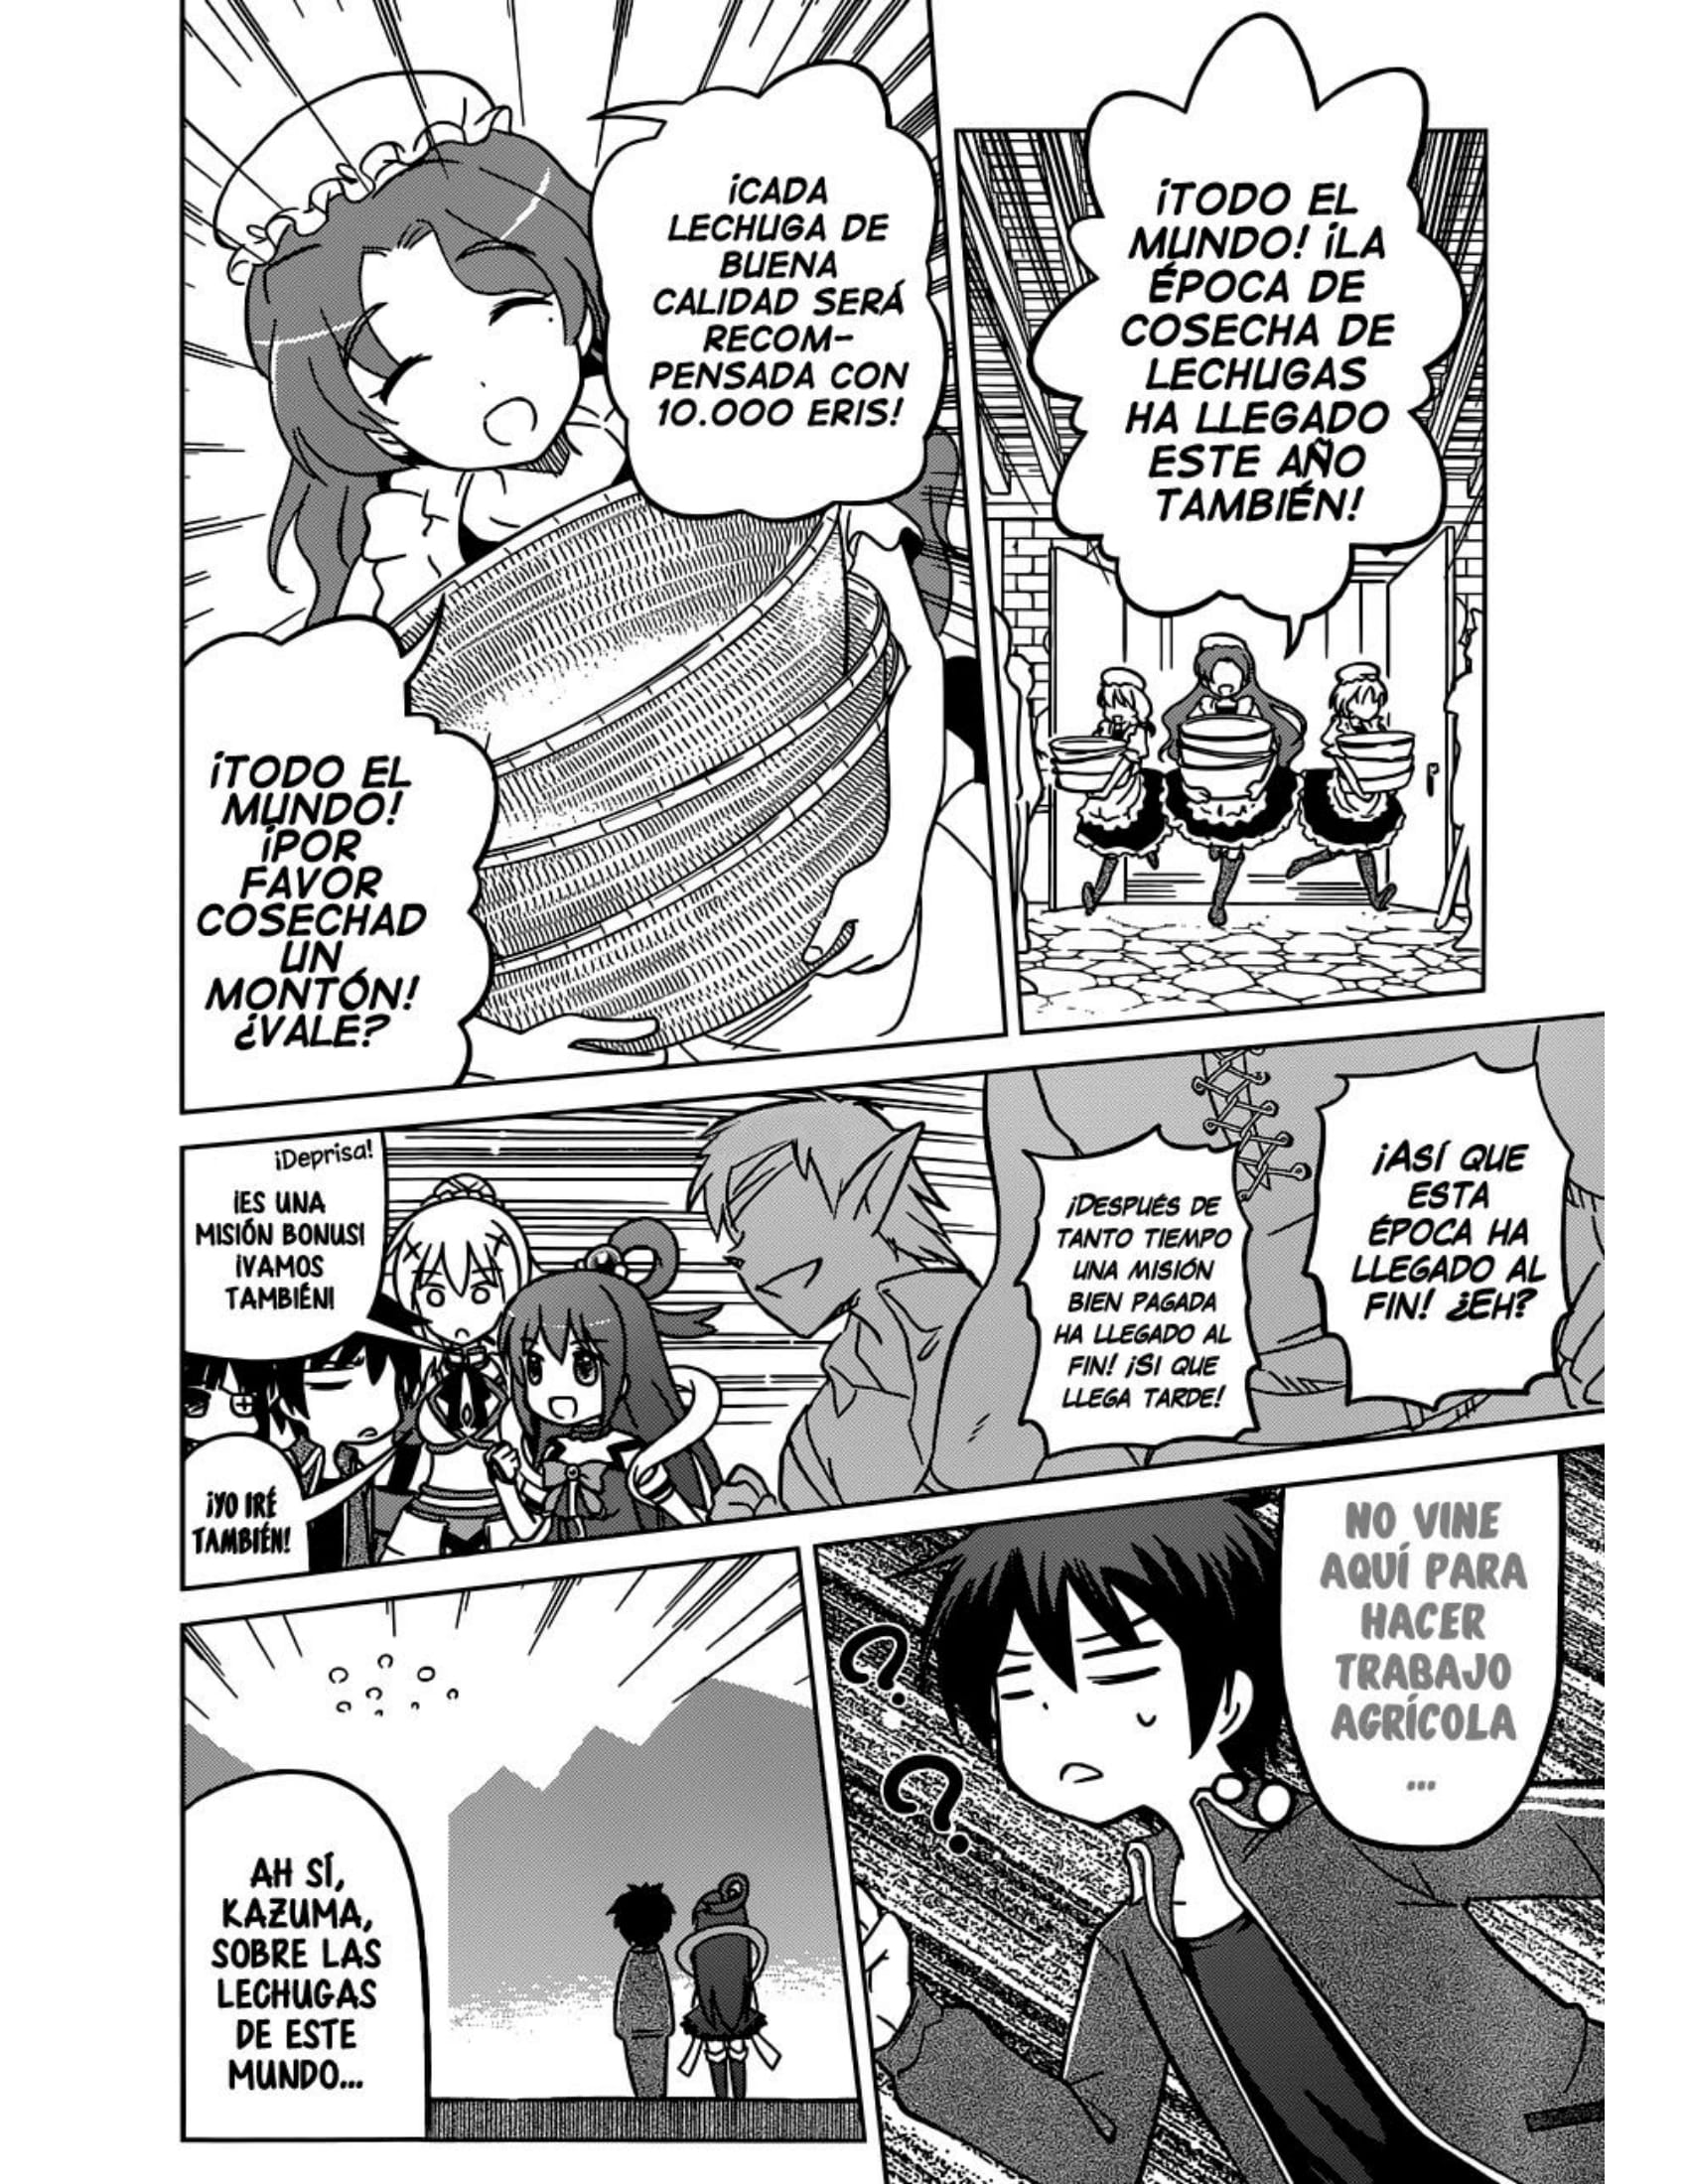 ¡TODO EL
MUNDO! ¡LA
ÉPOCA DE
COSECHA DE
LECHUGAS
HA LLEGADO
ESTE AÑO
TAMBIÉN!
¡CADA
LECHUGA DE
BUENA
CALIDAD SERÁ
RECOM-
PENSADA CON
10.000 ERIS!
¡TODO EL
MUNDO!
¡POR
FAVOR
COSECHAD
UN
MONTÓN!
¿VALE?
¡ASÍ QUE
ESTA
ÉPOCA HA
LLEGADO AL
FIN! ¿EH?
¡DESPUÉS DE
TANTO TIEMPO
UNA MISIÓN
BIEN PAGADA
HA LLEGADO AL
FIN! ¡SI QUE
LLEGA TARDE!
¡Deprisa!
¡ES UNA
MISIÓN BONUS!
¡VAMOS
TAMBIÉN!
¡YO IRÉ
TAMBIÉN!
NO VINE
AQUÍ PARA
HACER
TRABAJO
AGRÍCOLA
...
AH SÍ,
KAZUMA,
SOBRE LAS
LECHUGAS
DE ESTE
MUNDO...